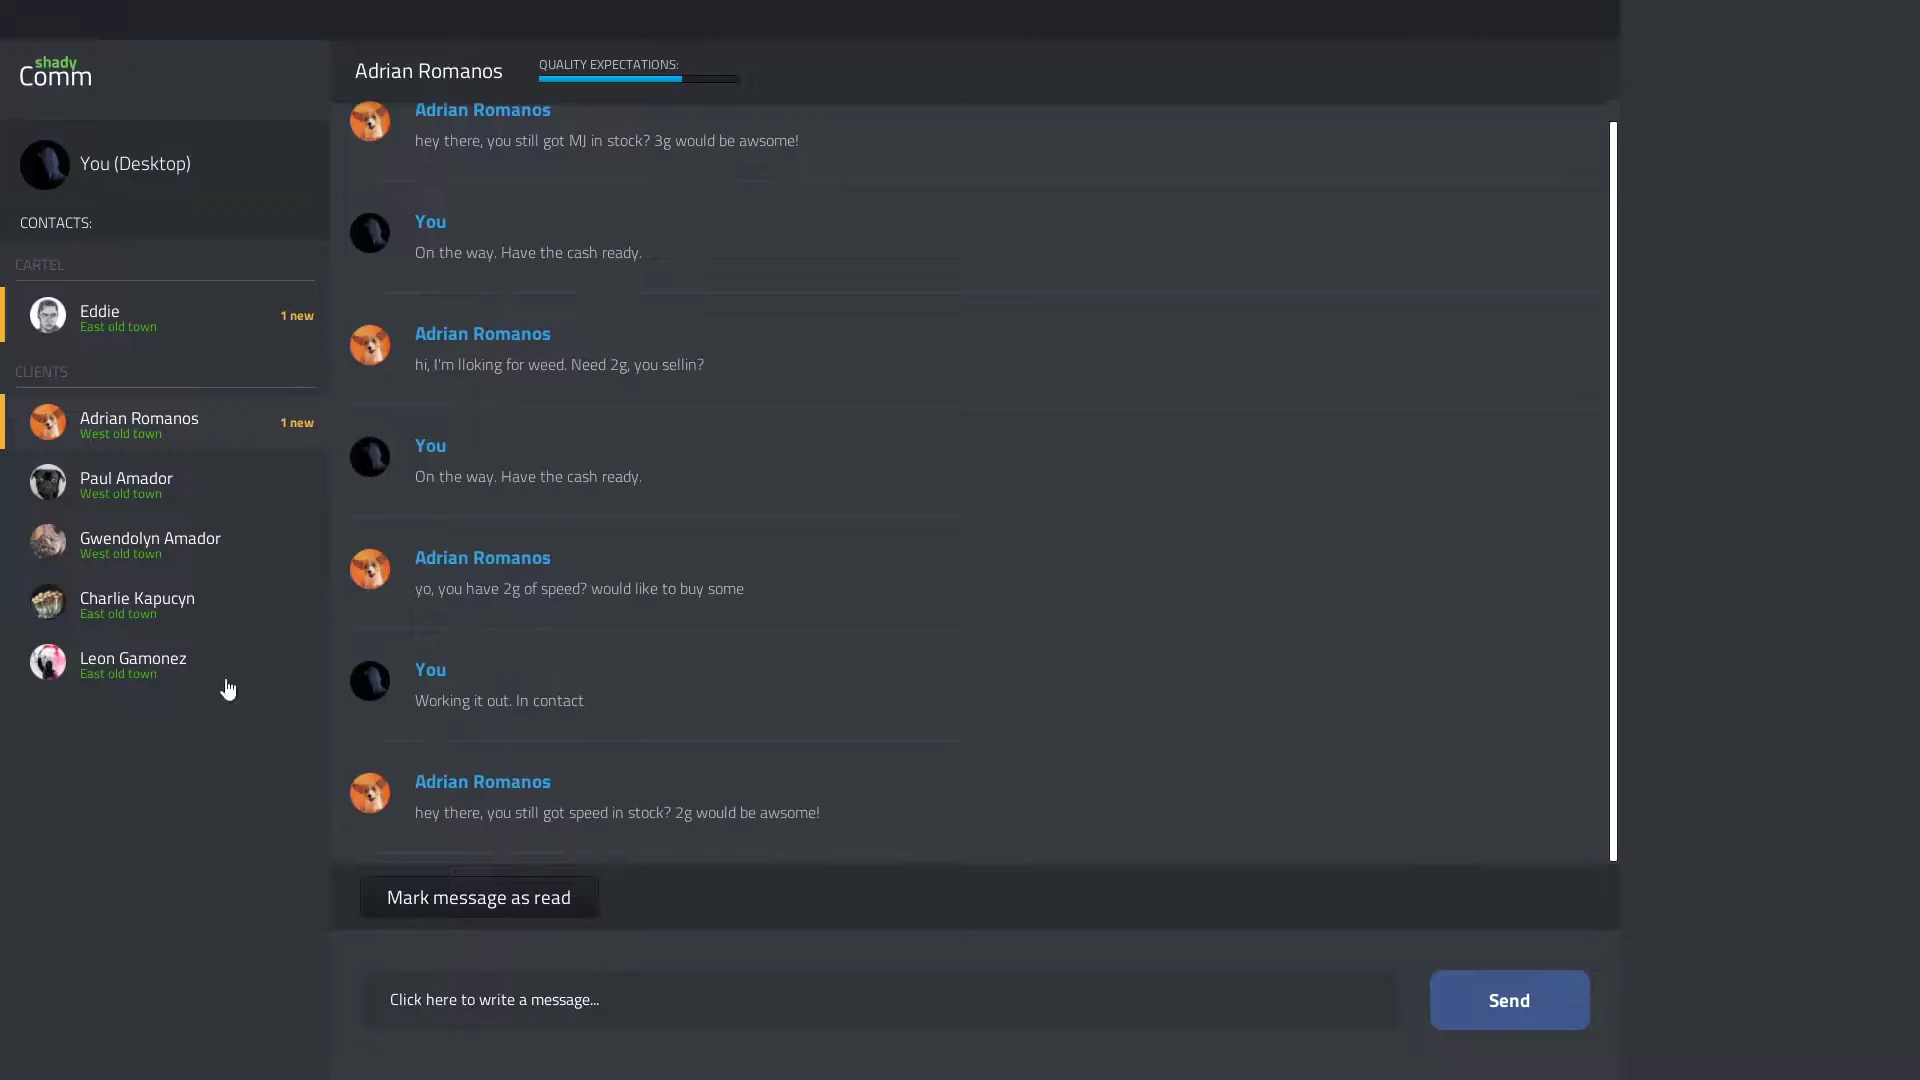 shady
Comm
You (Desktop)
CONTACTS:
CARTEL
Eddie
East old town
1 new
CLIENTS
Adrian Romanos
West old town
1 new
Paul Amador
West old town
Gwendolyn Amador
West old town
Charlie Kapucyn
East old town
Leon Gamonez
East old town
Adrian Romanos
QUALITY EXPECTATIONS:
Adrian Romanos
hey there, you still got MJ in stock? 3g would be awsome!
You
On the way. Have the cash ready.
Adrian Romanos
hi, I'm lloking for weed. Need 2g, you sellin?
You
On the way. Have the cash ready.
Adrian Romanos
yo, you have 2g of speed? would like to buy some
You
Working it out. In contact
Adrian Romanos
hey there, you still got speed in stock? 2g would be awsome!
Mark message as read
Click here to write a message...
Send